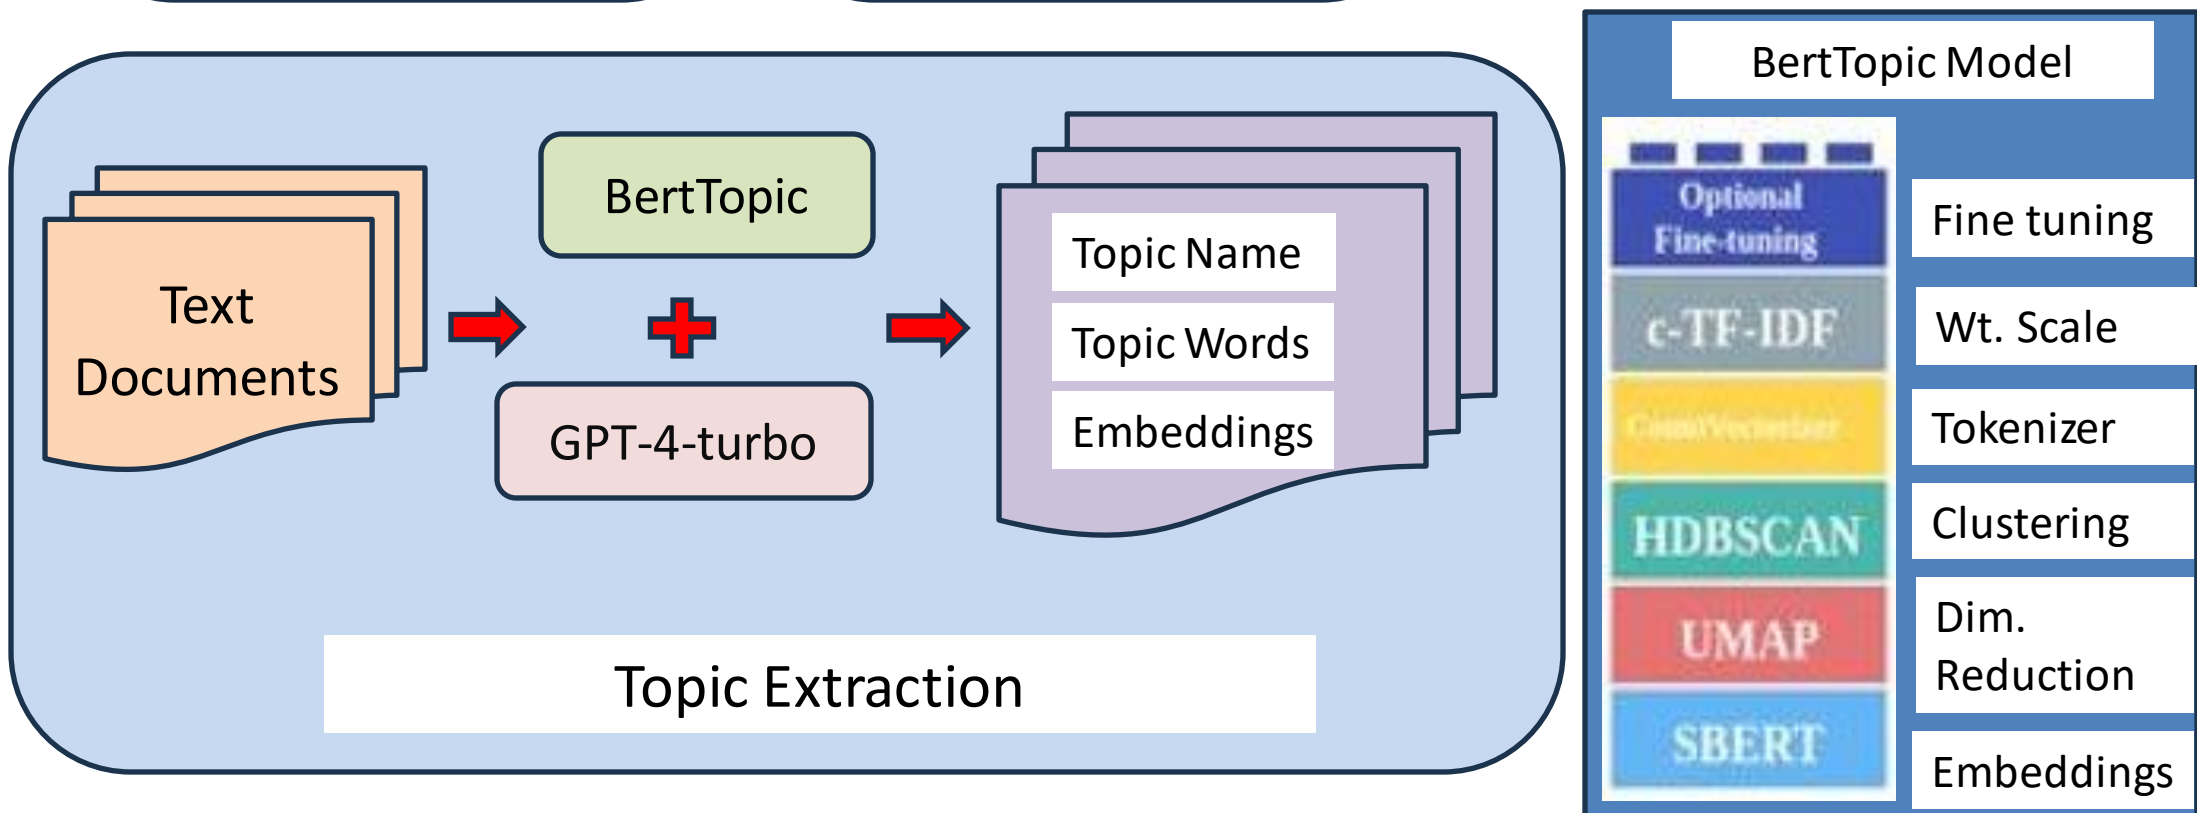 Text
Documents
BertTopic
GPT-4-turbo
Topic Name
Topic Words
Embeddings
Topic Extraction
BertTopic Model
Optional
Fine-tuning
Fine tuning
c-TF-IDF
Wt. Scale
CountVectorizer
Tokenizer
HDBSCAN
Clustering
UMAP
Dim.
Reduction
SBERT
Embeddings